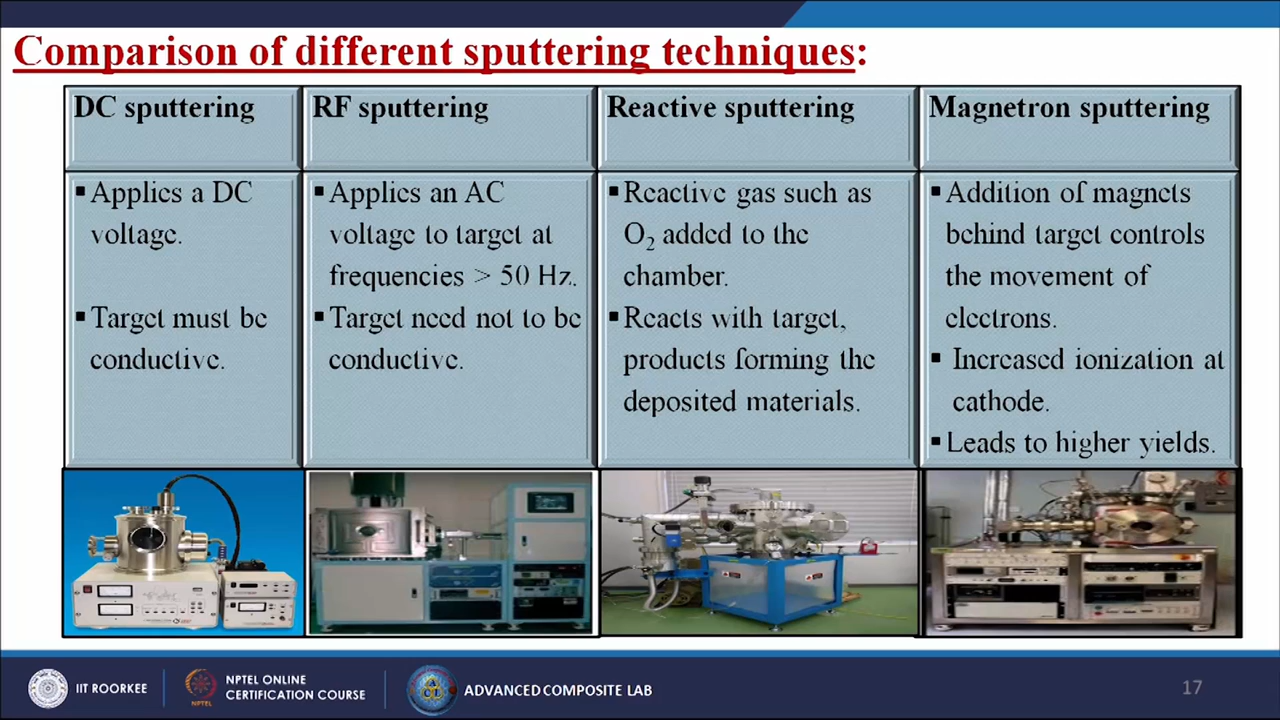 Comparison of different sputtering techniques:
DC sputtering
RF sputtering
Reactive sputtering
Magnetron sputtering
▪Applies a DC
voltage.
▪Target must be
conductive.
▪Applies an AC
voltage to target at
frequencies > 50 Hz.
▪Target need not to be
conductive.
▪Reactive gas such as
O2 added to the
chamber.
▪Reacts with target,
products forming the
deposited materials.
▪Addition of magnets
behind target controls
the movement of
electrons.
▪ Increased ionization at
cathode.
▪Leads to higher yields.
IIT ROORKEE
NPTEL
NPTEL ONLINE
CERTIFICATION COURSE
ACL
ADVANCED COMPOSITE LAB
17